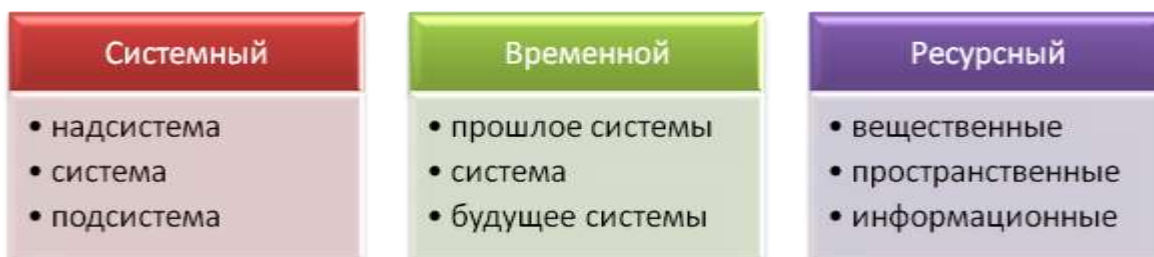 Системный
• надсистема
• система
• подсистема
Временной
• прошлое системы
• система
• будущее системы
Ресурсный
• вещественные
• пространственные
• информационные